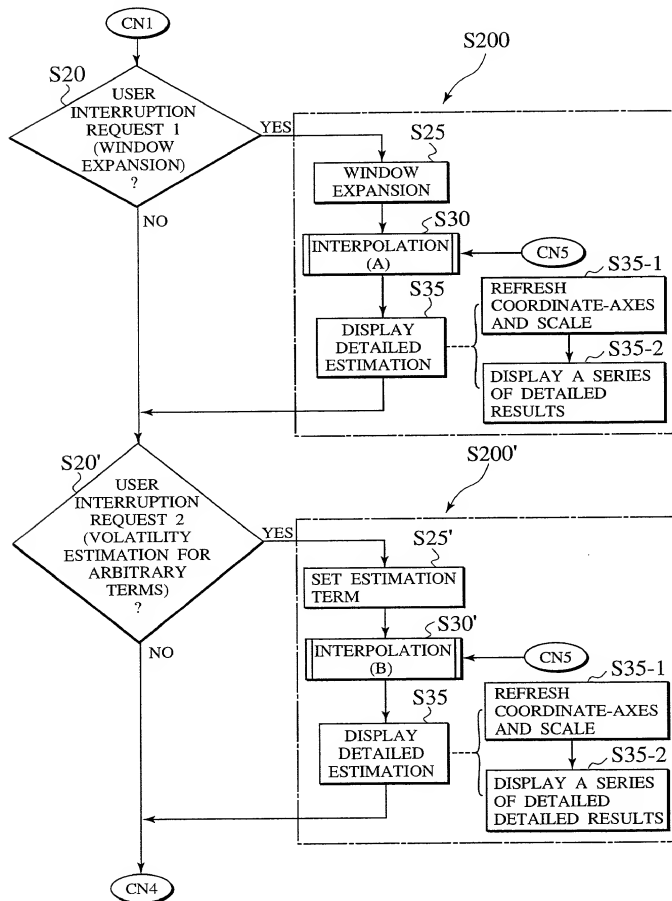 CN1
S20
USER
INTERRUPTION
REQUEST 1
(WINDOW
EXPANSION)
?
YES
NO
S200
S25
WINDOW
EXPANSION
S30
INTERPOLATION
(A)
CN5
S35
DISPLAY
DETAILED
ESTIMATION
S35-1
REFRESH
COORDINATE-AXES
AND SCALE
S35-2
DISPLAY A SERIES
OF DETAILED
RESULTS
S20'
USER
INTERRUPTION
REQUEST 2
(VOLATILITY
ESTIMATION FOR
ARBITRARY
TERMS)
?
YES
NO
S200'
S25'
SET ESTIMATION
TERM
S30'
INTERPOLATION
(B)
CN5
S35
DISPLAY
DETAILED
ESTIMATION
S35-1
REFRESH
COORDINATE-AXES
AND SCALE
S35-2
DISPLAY A SERIES
OF DETAILED
DETAILED RESULTS
CN4